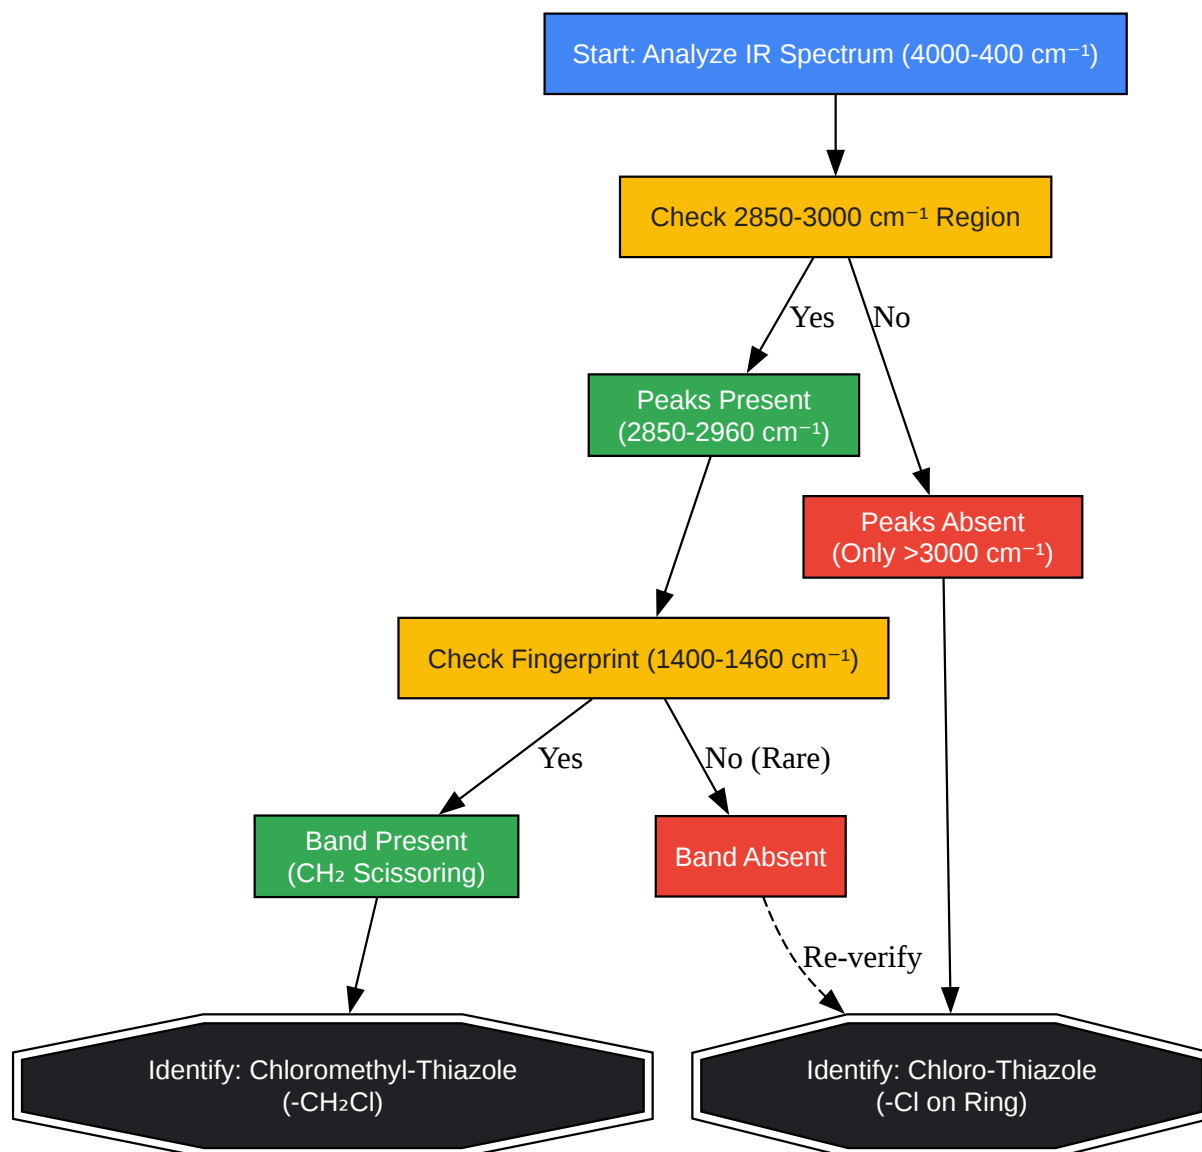 Start: Analyze IR Spectrum (4000-400 cm⁻¹)
Check 2850-3000 cm⁻¹ Region
Yes
No
Peaks Present
(2850-2960 cm⁻¹)
Peaks Absent
(Only >3000 cm⁻¹)
Check Fingerprint (1400-1460 cm⁻¹)
Yes
No (Rare)
Band Present
(CH₂ Scissoring)
Band Absent
Re-verify
Identify: Chloromethyl-Thiazole
(-CH₂Cl)
Identify: Chloro-Thiazole
(-Cl on Ring)